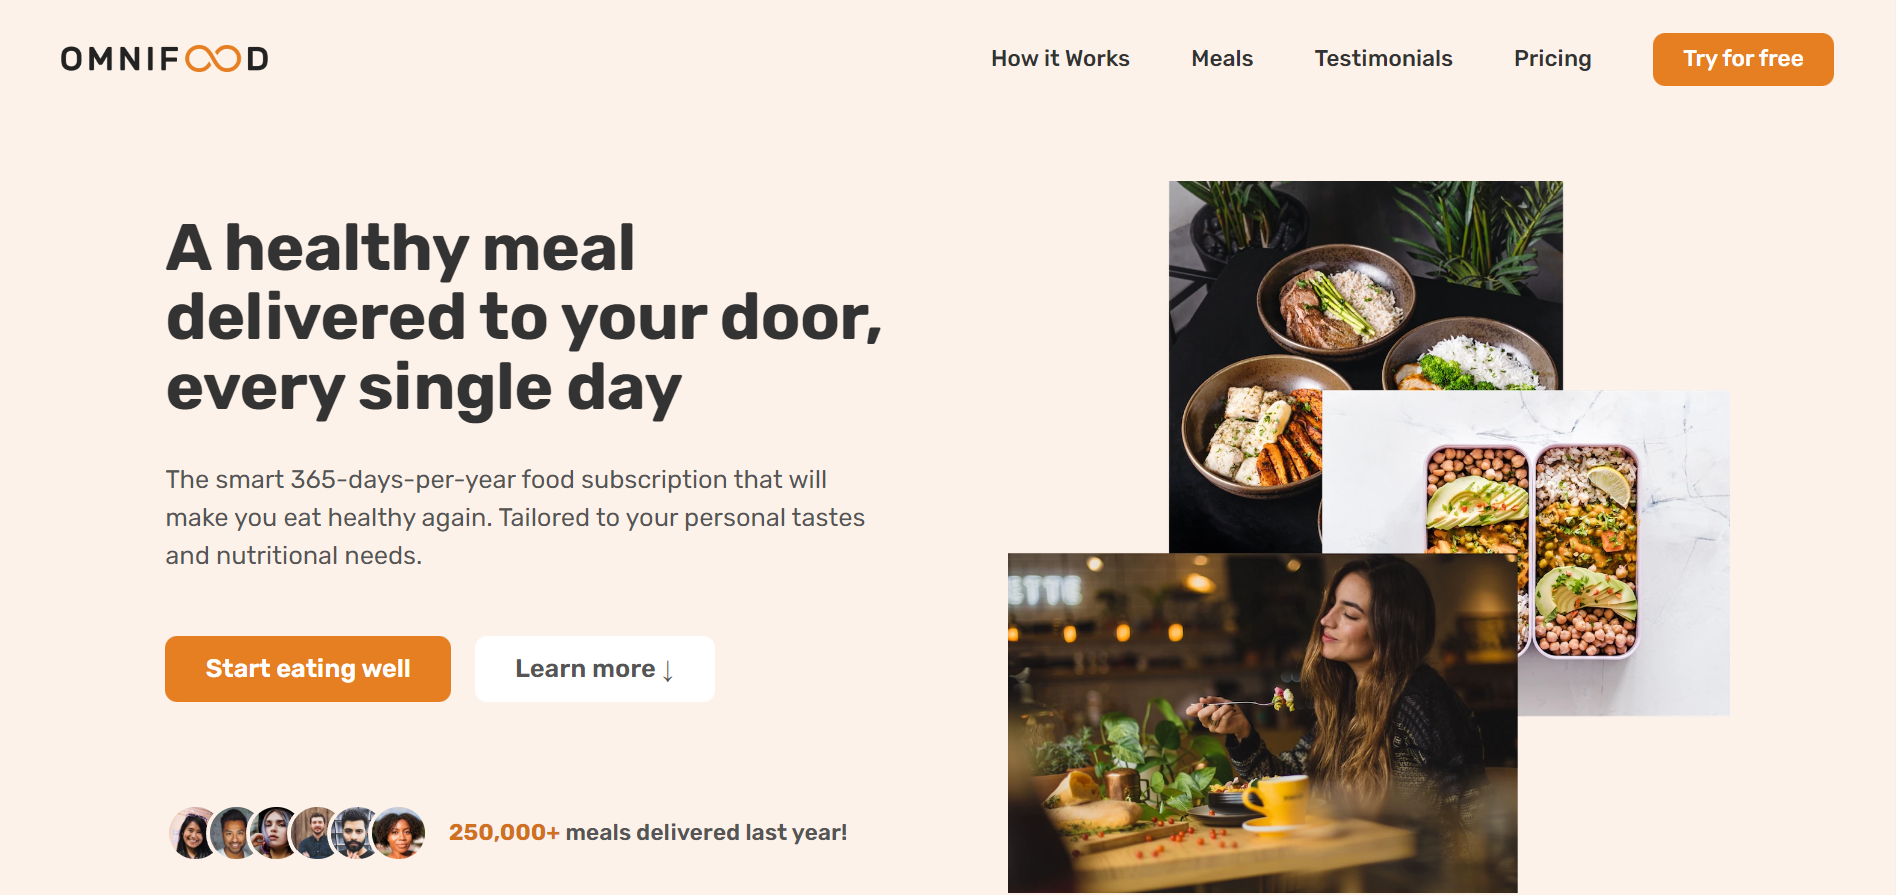 OMNIFOOD
How it Works
Meals
Testimonials
Pricing
Try for free
A healthy meal
delivered to your door,
every single day
The smart 365-days-per-year food subscription that will
make you eat healthy again. Tailored to your personal tastes
and nutritional needs.
Start eating well
Learn more ↓
ETTE
250,000+ meals delivered last year!